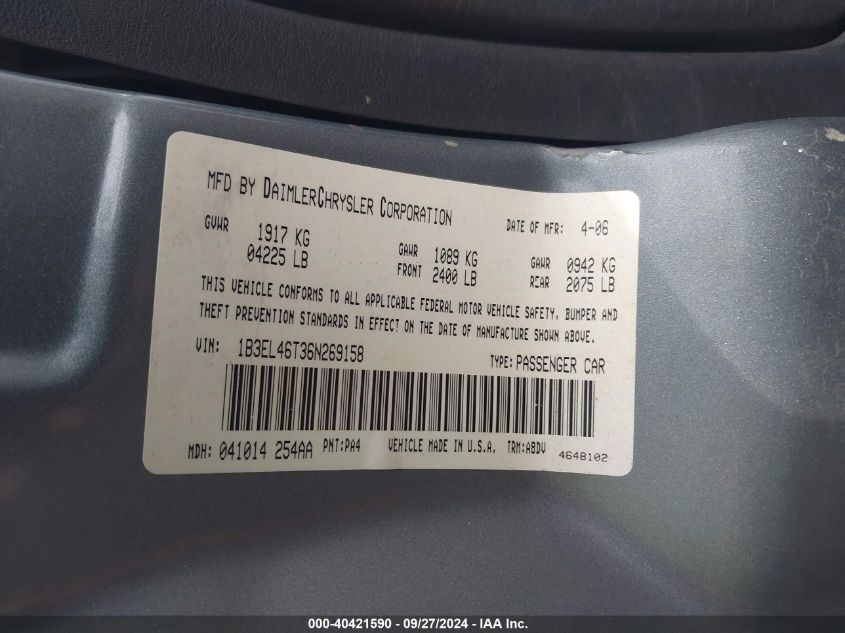 MFD BY DAIMLERCHRYSLER CORPORATION DATE OF MFR: 4-06
GVWR 1917 KG GAWR 1089 KG GAWR 0942 KG
04225 LB FRONT 2400 LB REAR 2075 LB
THIS VEHICLE CONFORMS TO ALL APPLICABLE FEDERAL MOTOR VEHICLE SAFETY, BUMPER AND
THEFT PREVENTION STANDARDS IN EFFECT ON THE DATE OF MANUFACTURE SHOWN ABOVE.
VIN: 1B3EL46T36N269158 TYPE: PASSENGER CAR
MDH: 041014 254AA PNT:PA4 VEHICLE MADE IN U.S.A. TRM:ABDV 4648102
000-40421590 - 09/27/2024 - IAA Inc.